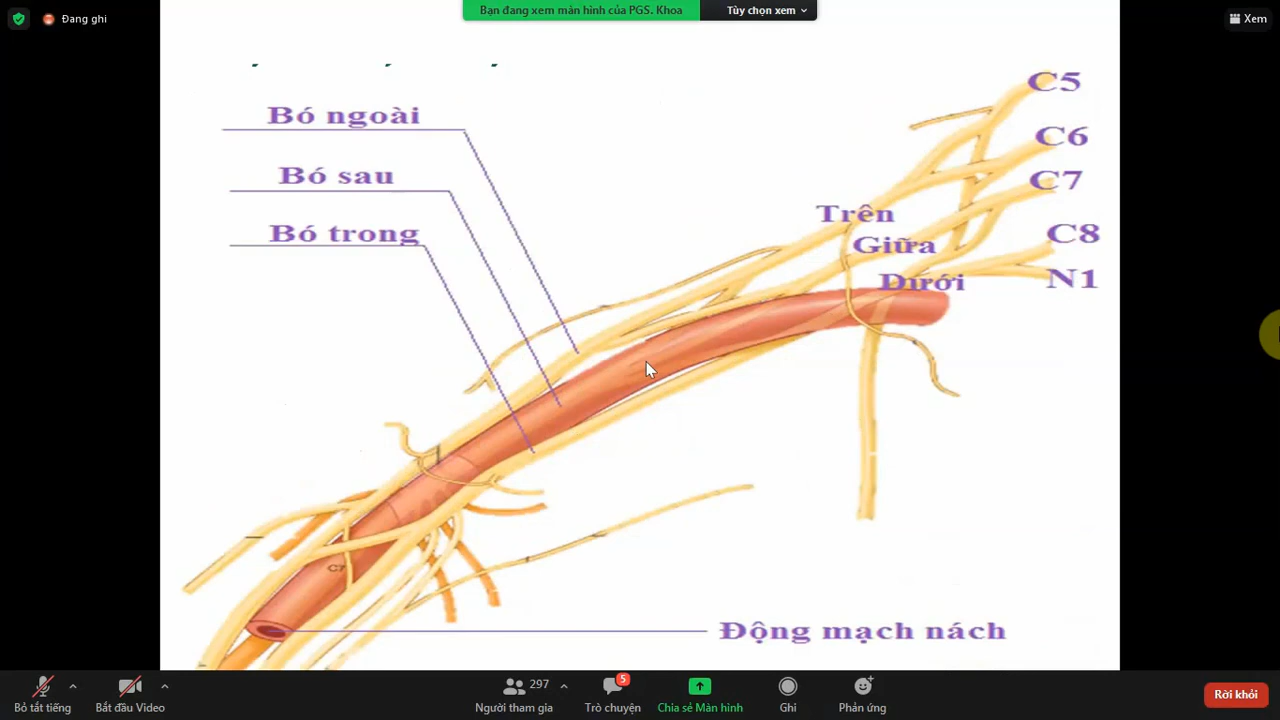 Đang ghi
Bạn đang xem màn hình của PGS. Khoa
Tùy chọn xem
Xem
Bó ngoài
Bó sau
Bó trong
C5
C6
C7
C8
N1
Trên
Giữa
Dưới
C7
Động mạch nách
Bỏ tắt tiếng
Bắt đầu Video
297
Người tham gia
5
Trò chuyện
Chia sẻ Màn hình
Ghi
Phản ứng
Rời khỏi